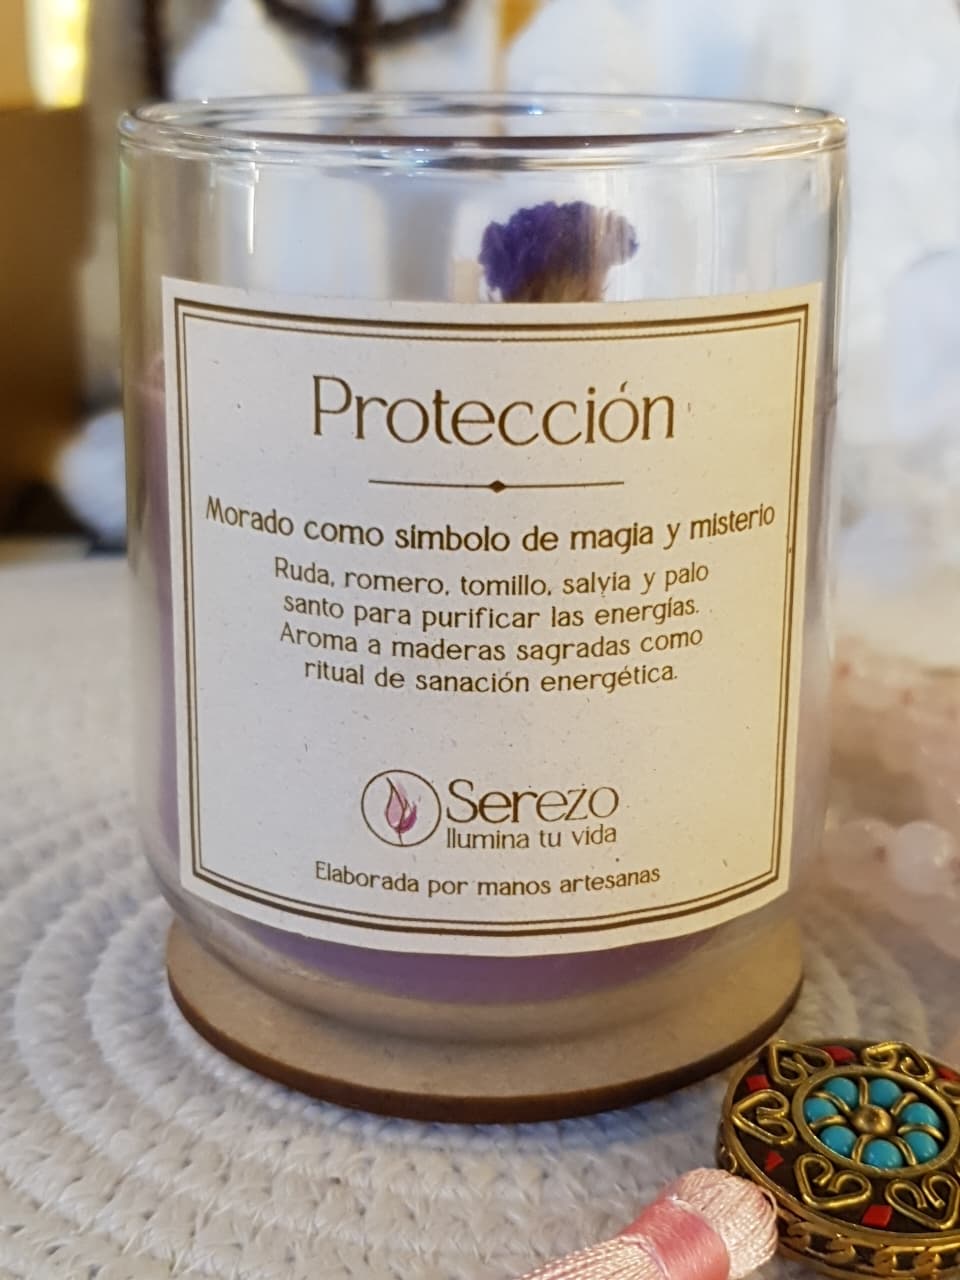 Protección
Morado como simbolo de magia y misterio
Ruda, romero, tomillo, salvia y palo
santo para purificar las energías.
Aroma a maderas sagradas como
ritual de sanación energética.
Serezo
Ilumina tu vida
Elaborada por manos artesanas